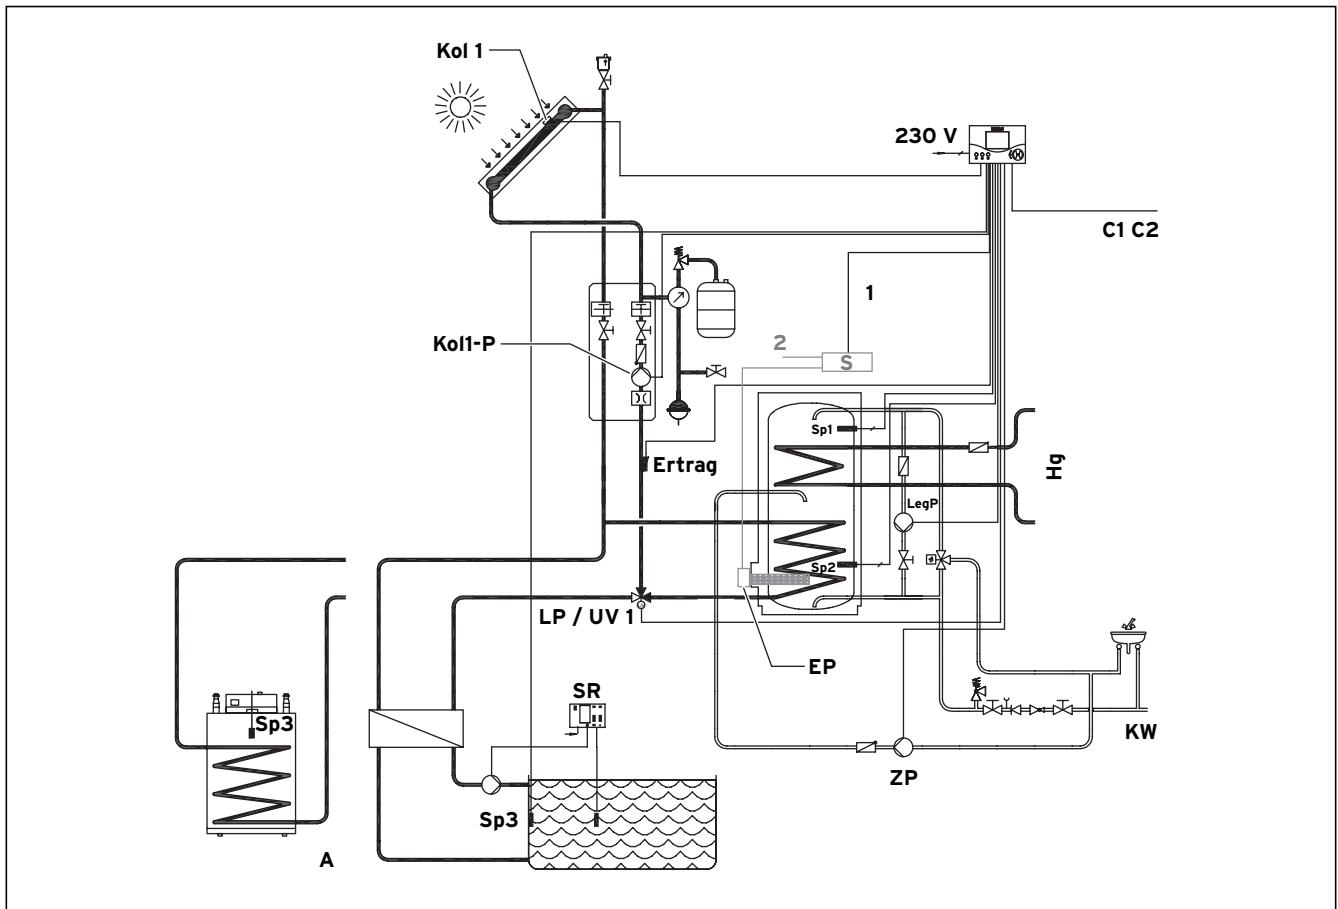 Kol 1
230 V
C1 C2
1
Kol1-P
2
S
Sp1
Ertrag
Hg
LegP
Sp2
LP / UV 1
EP
SR
Sp3
KW
ZP
Sp3
A